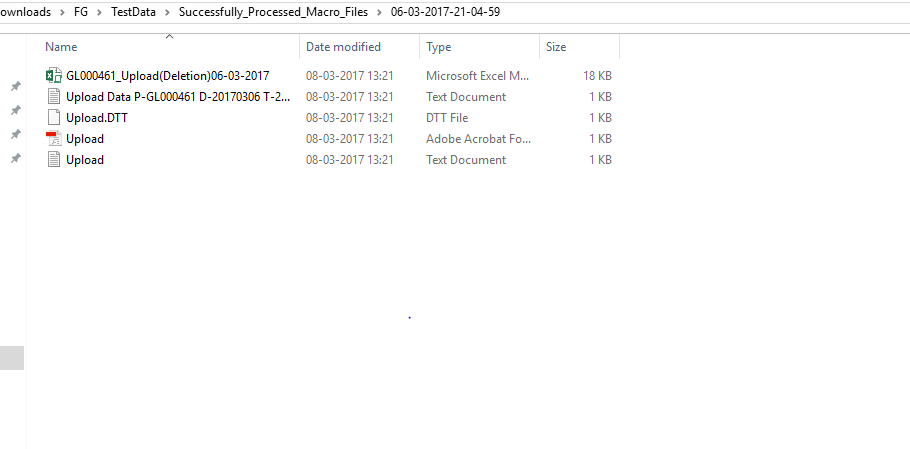 ownloads > FG > TestData > Successfully_Processed_Macro_Files > 06-03-2017-21-04-59
Name Date modified Type Size
GL000461_Upload(Deletion)06-03-2017 08-03-2017 13:21 Microsoft Excel M... 18 KB
Upload Data P-GL000461 D-20170306 T-2... 08-03-2017 13:21 Text Document 1 KB
Upload.DTT 08-03-2017 13:21 DTT File 1 KB
Upload 08-03-2017 13:21 Adobe Acrobat Fo... 1 KB
Upload 08-03-2017 13:21 Text Document 1 KB